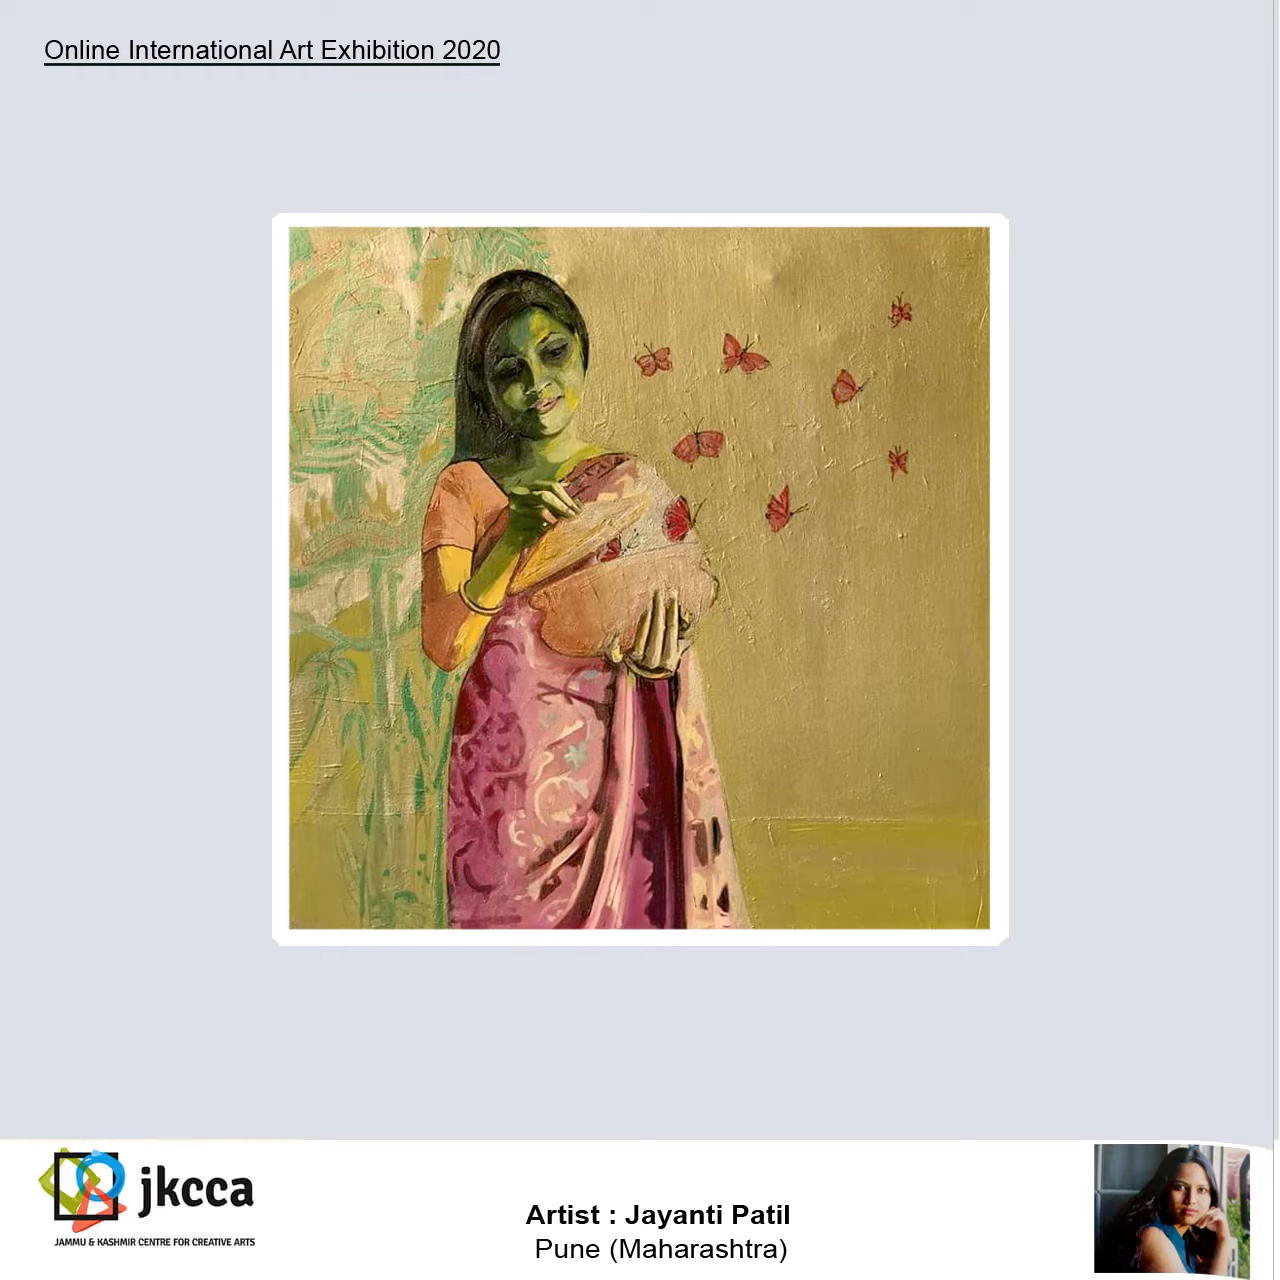 Online International Art Exhibition 2020
jkcca
JAMMU & KASHMIR CENTRE FOR CREATIVE ARTS
Artist : Jayanti Patil
Pune (Maharashtra)